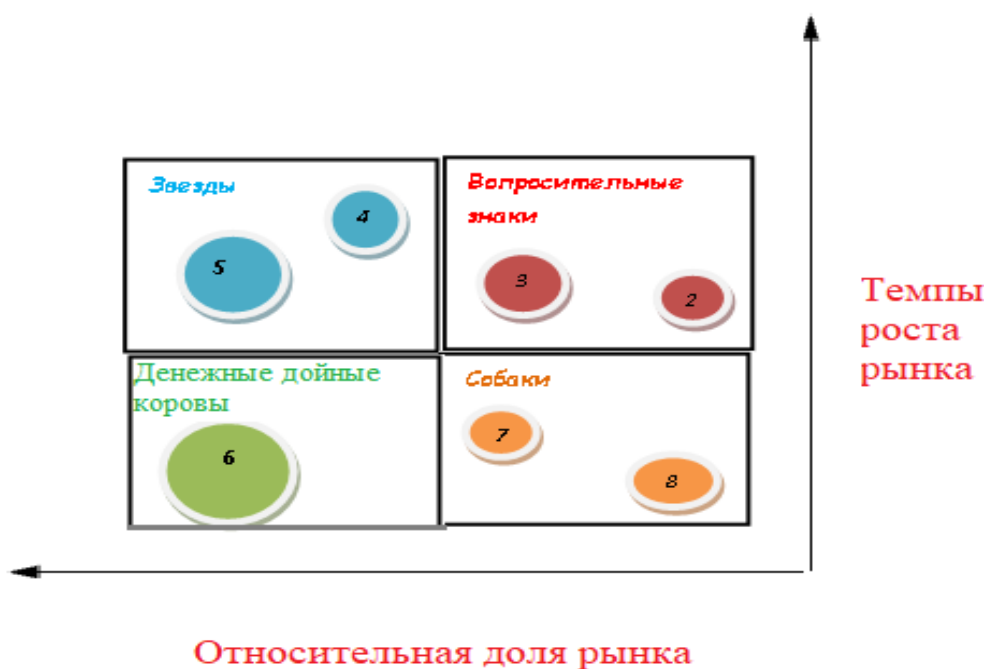 Звезды
4
5
Вопросительные
знаки
3
2
Темпы
роста
рынка
Денежные дойные
коровы
6
Собаки
7
8
Относительная доля рынка